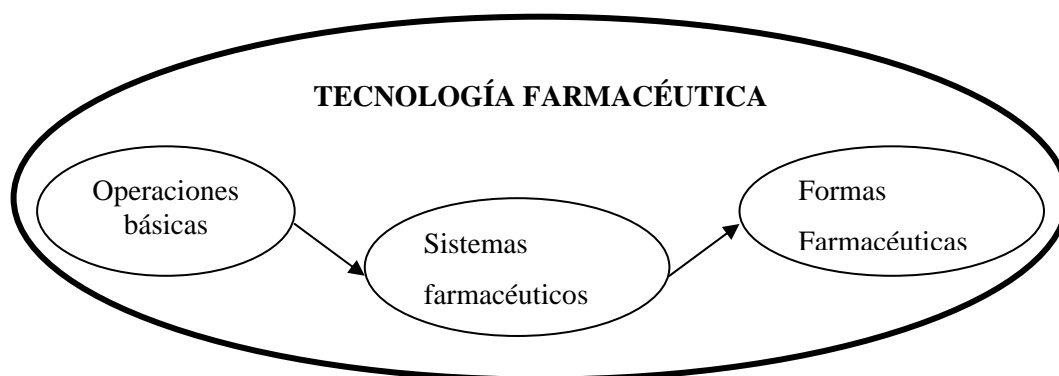 TECNOLOGÍA FARMACÉUTICA
Operaciones
básicas
Sistemas
farmacéuticos
Formas
Farmacéuticas